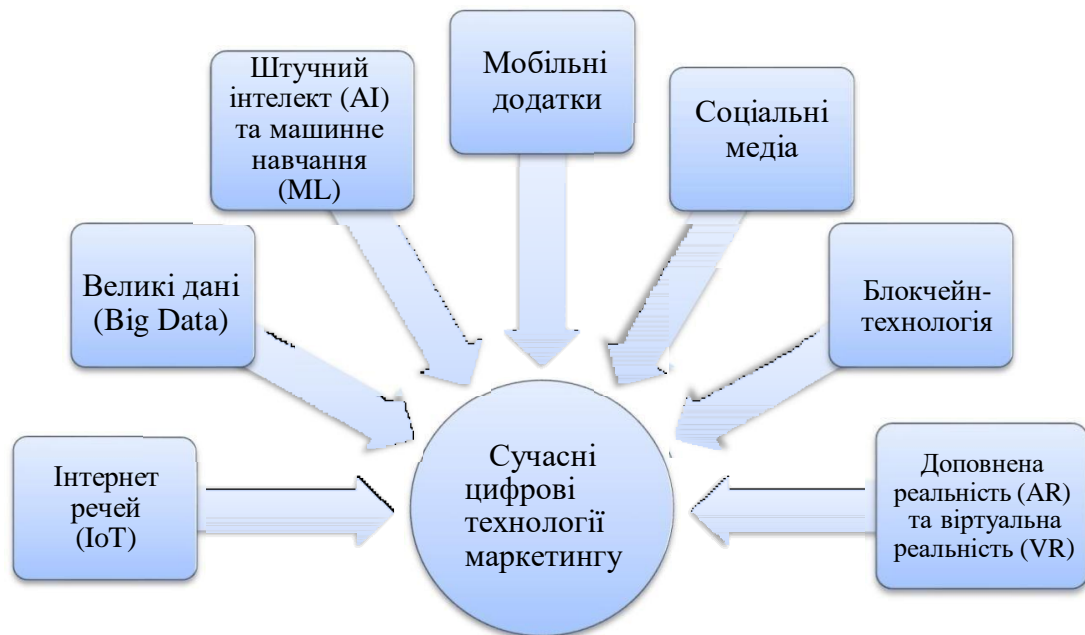 Штучний
інтелект (AI)
та машинне
навчання
(ML)
Мобільні
додатки
Соціальні
медіа
Великі дані
(Big Data)
Блокчейн-
технологія
Інтернет
речей
(IoT)
Сучасні
цифрові
технології
маркетингу
Доповнена
реальність (AR)
та віртуальна
реальність (VR)